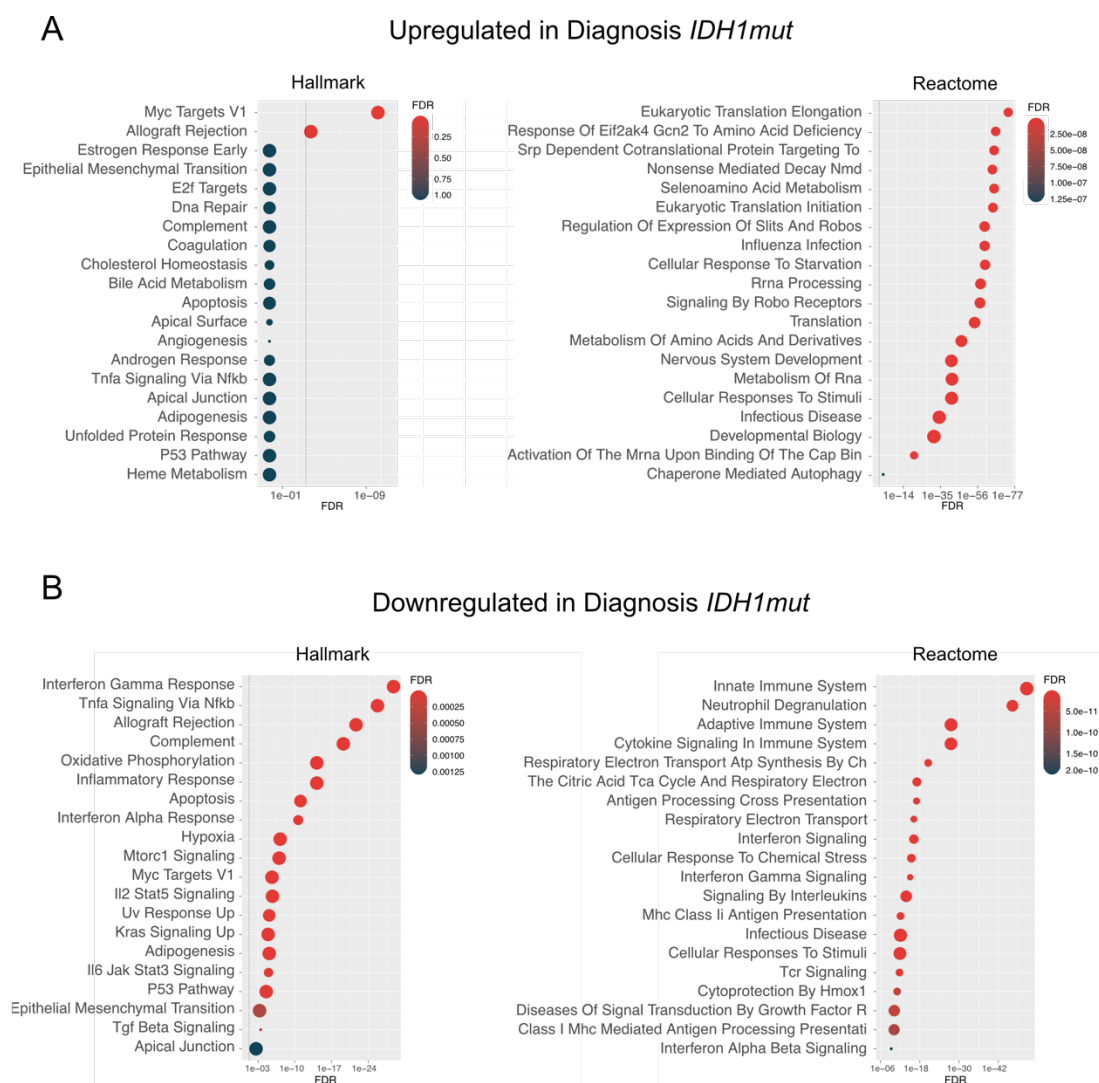 A
Upregulated in Diagnosis IDH1mut
Hallmark
Myc Targets V1
Allograft Rejection
Estrogen Response Early
Epithelial Mesenchymal Transition
E2f Targets
Dna Repair
Complement
Coagulation
Cholesterol Homeostasis
Bile Acid Metabolism
Apoptosis
Apical Surface
Angiogenesis
Androgen Response
Tnfa Signaling Via Nfkb
Apical Junction
Adipogenesis
Unfolded Protein Response
P53 Pathway
Heme Metabolism
1e−01 1e−09
FDR
FDR
0.25
0.50
0.75
1.00
Reactome
Eukaryotic Translation Elongation
Response Of Eif2ak4 Gcn2 To Amino Acid Deficiency
Srp Dependent Cotranslational Protein Targeting To
Nonsense Mediated Decay Nmd
Selenoamino Acid Metabolism
Eukaryotic Translation Initiation
Regulation Of Expression Of Slits And Robos
Influenza Infection
Cellular Response To Starvation
Rrna Processing
Signaling By Robo Receptors
Translation
Metabolism Of Amino Acids And Derivatives
Nervous System Development
Metabolism Of Rna
Cellular Responses To Stimuli
Infectious Disease
Developmental Biology
Activation Of The Mrna Upon Binding Of The Cap Bin
Chaperone Mediated Autophagy
1e−14 1e−35 1e−56 1e−77
FDR
FDR
2.50e−08
5.00e−08
7.50e−08
1.00e−07
1.25e−07
B
Downregulated in Diagnosis IDH1mut
Hallmark
Interferon Gamma Response
Tnfa Signaling Via Nfkb
Allograft Rejection
Complement
Oxidative Phosphorylation
Inflammatory Response
Apoptosis
Interferon Alpha Response
Hypoxia
Mtorc1 Signaling
Myc Targets V1
Il2 Stat5 Signaling
Uv Response Up
Kras Signaling Up
Adipogenesis
Il6 Jak Stat3 Signaling
P53 Pathway
Epithelial Mesenchymal Transition
Tgf Beta Signaling
Apical Junction
1e−03 1e−10 1e−17 1e−24
FDR
FDR
0.00025
0.00050
0.00075
0.00100
0.00125
Reactome
Innate Immune System
Neutrophil Degranulation
Adaptive Immune System
Cytokine Signaling In Immune System
Respiratory Electron Transport Atp Synthesis By Ch
The Citric Acid Tca Cycle And Respiratory Electron
Antigen Processing Cross Presentation
Respiratory Electron Transport
Interferon Signaling
Cellular Response To Chemical Stress
Interferon Gamma Signaling
Signaling By Interleukins
Mhc Class Ii Antigen Presentation
Infectious Disease
Cellular Responses To Stimuli
Tcr Signaling
Cytoprotection By Hmox1
Diseases Of Signal Transduction By Growth Factor R
Class I Mhc Mediated Antigen Processing Presentati
Interferon Alpha Beta Signaling
1e−06 1e−18 1e−30 1e−42
FDR
FDR
5.0e−11
1.0e−10
1.5e−10
2.0e−10